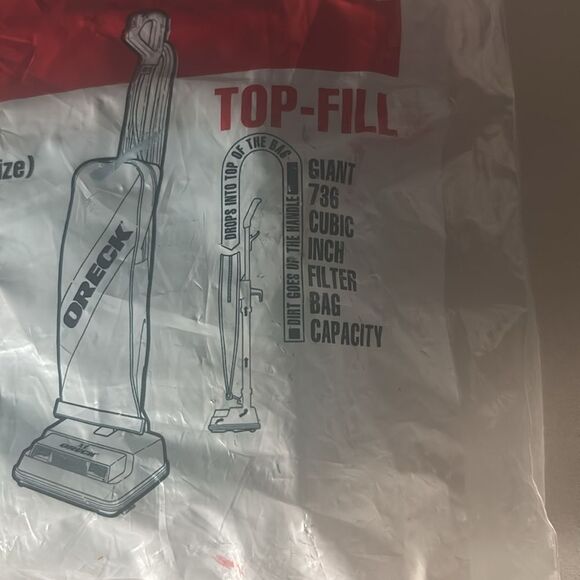 TOP-FILL
ize)
DIRT GOES UP THE HANDLE
DROPS INTO TOP OF THE BAG
GIANT
736
CUBIC
INCH
FILTER
BAG
CAPACITY
ORECK
ORECK